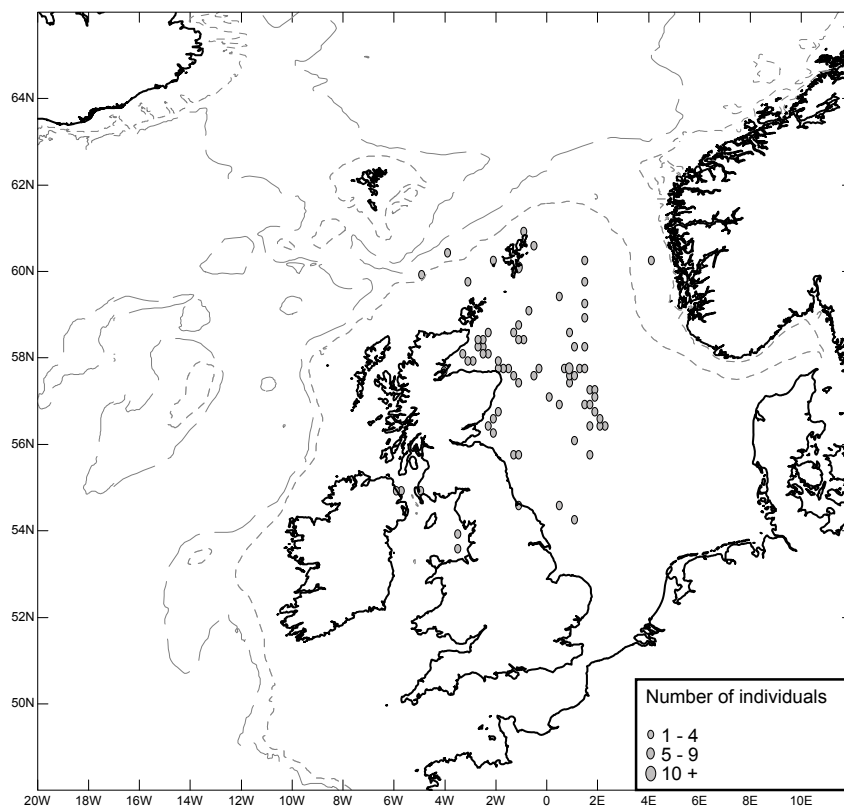 64N
62N
60N
58N
56N
54N
52N
50N
Number of individuals
1 - 4
5 - 9
10 +
20W 18W 16W 14W 12W 10W 8W 6W 4W 2W 0 2E 4E 6E 8E 10E